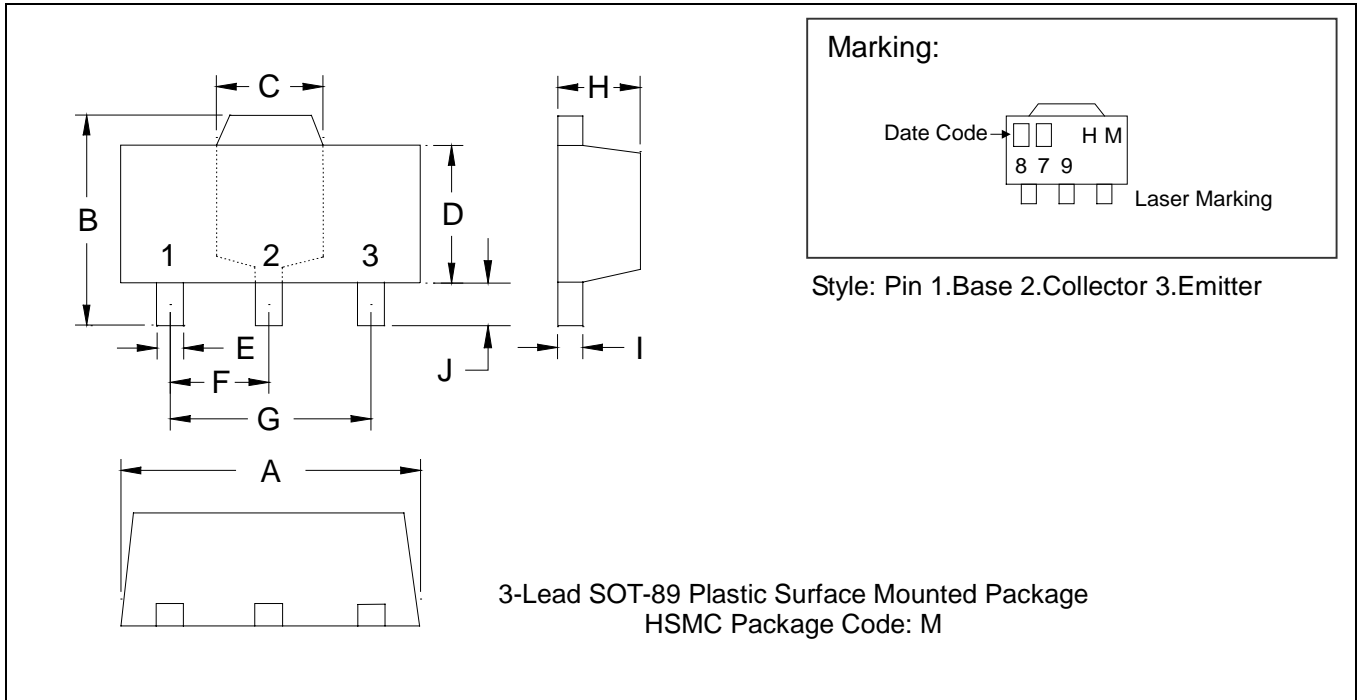 Marking:
Date Code
H M
8 7 9
Laser Marking
Style: Pin 1.Base 2.Collector 3.Emitter
C
H
B
D
1 2 3
E
F
J
I
G
A
3-Lead SOT-89 Plastic Surface Mounted Package
HSMC Package Code: M